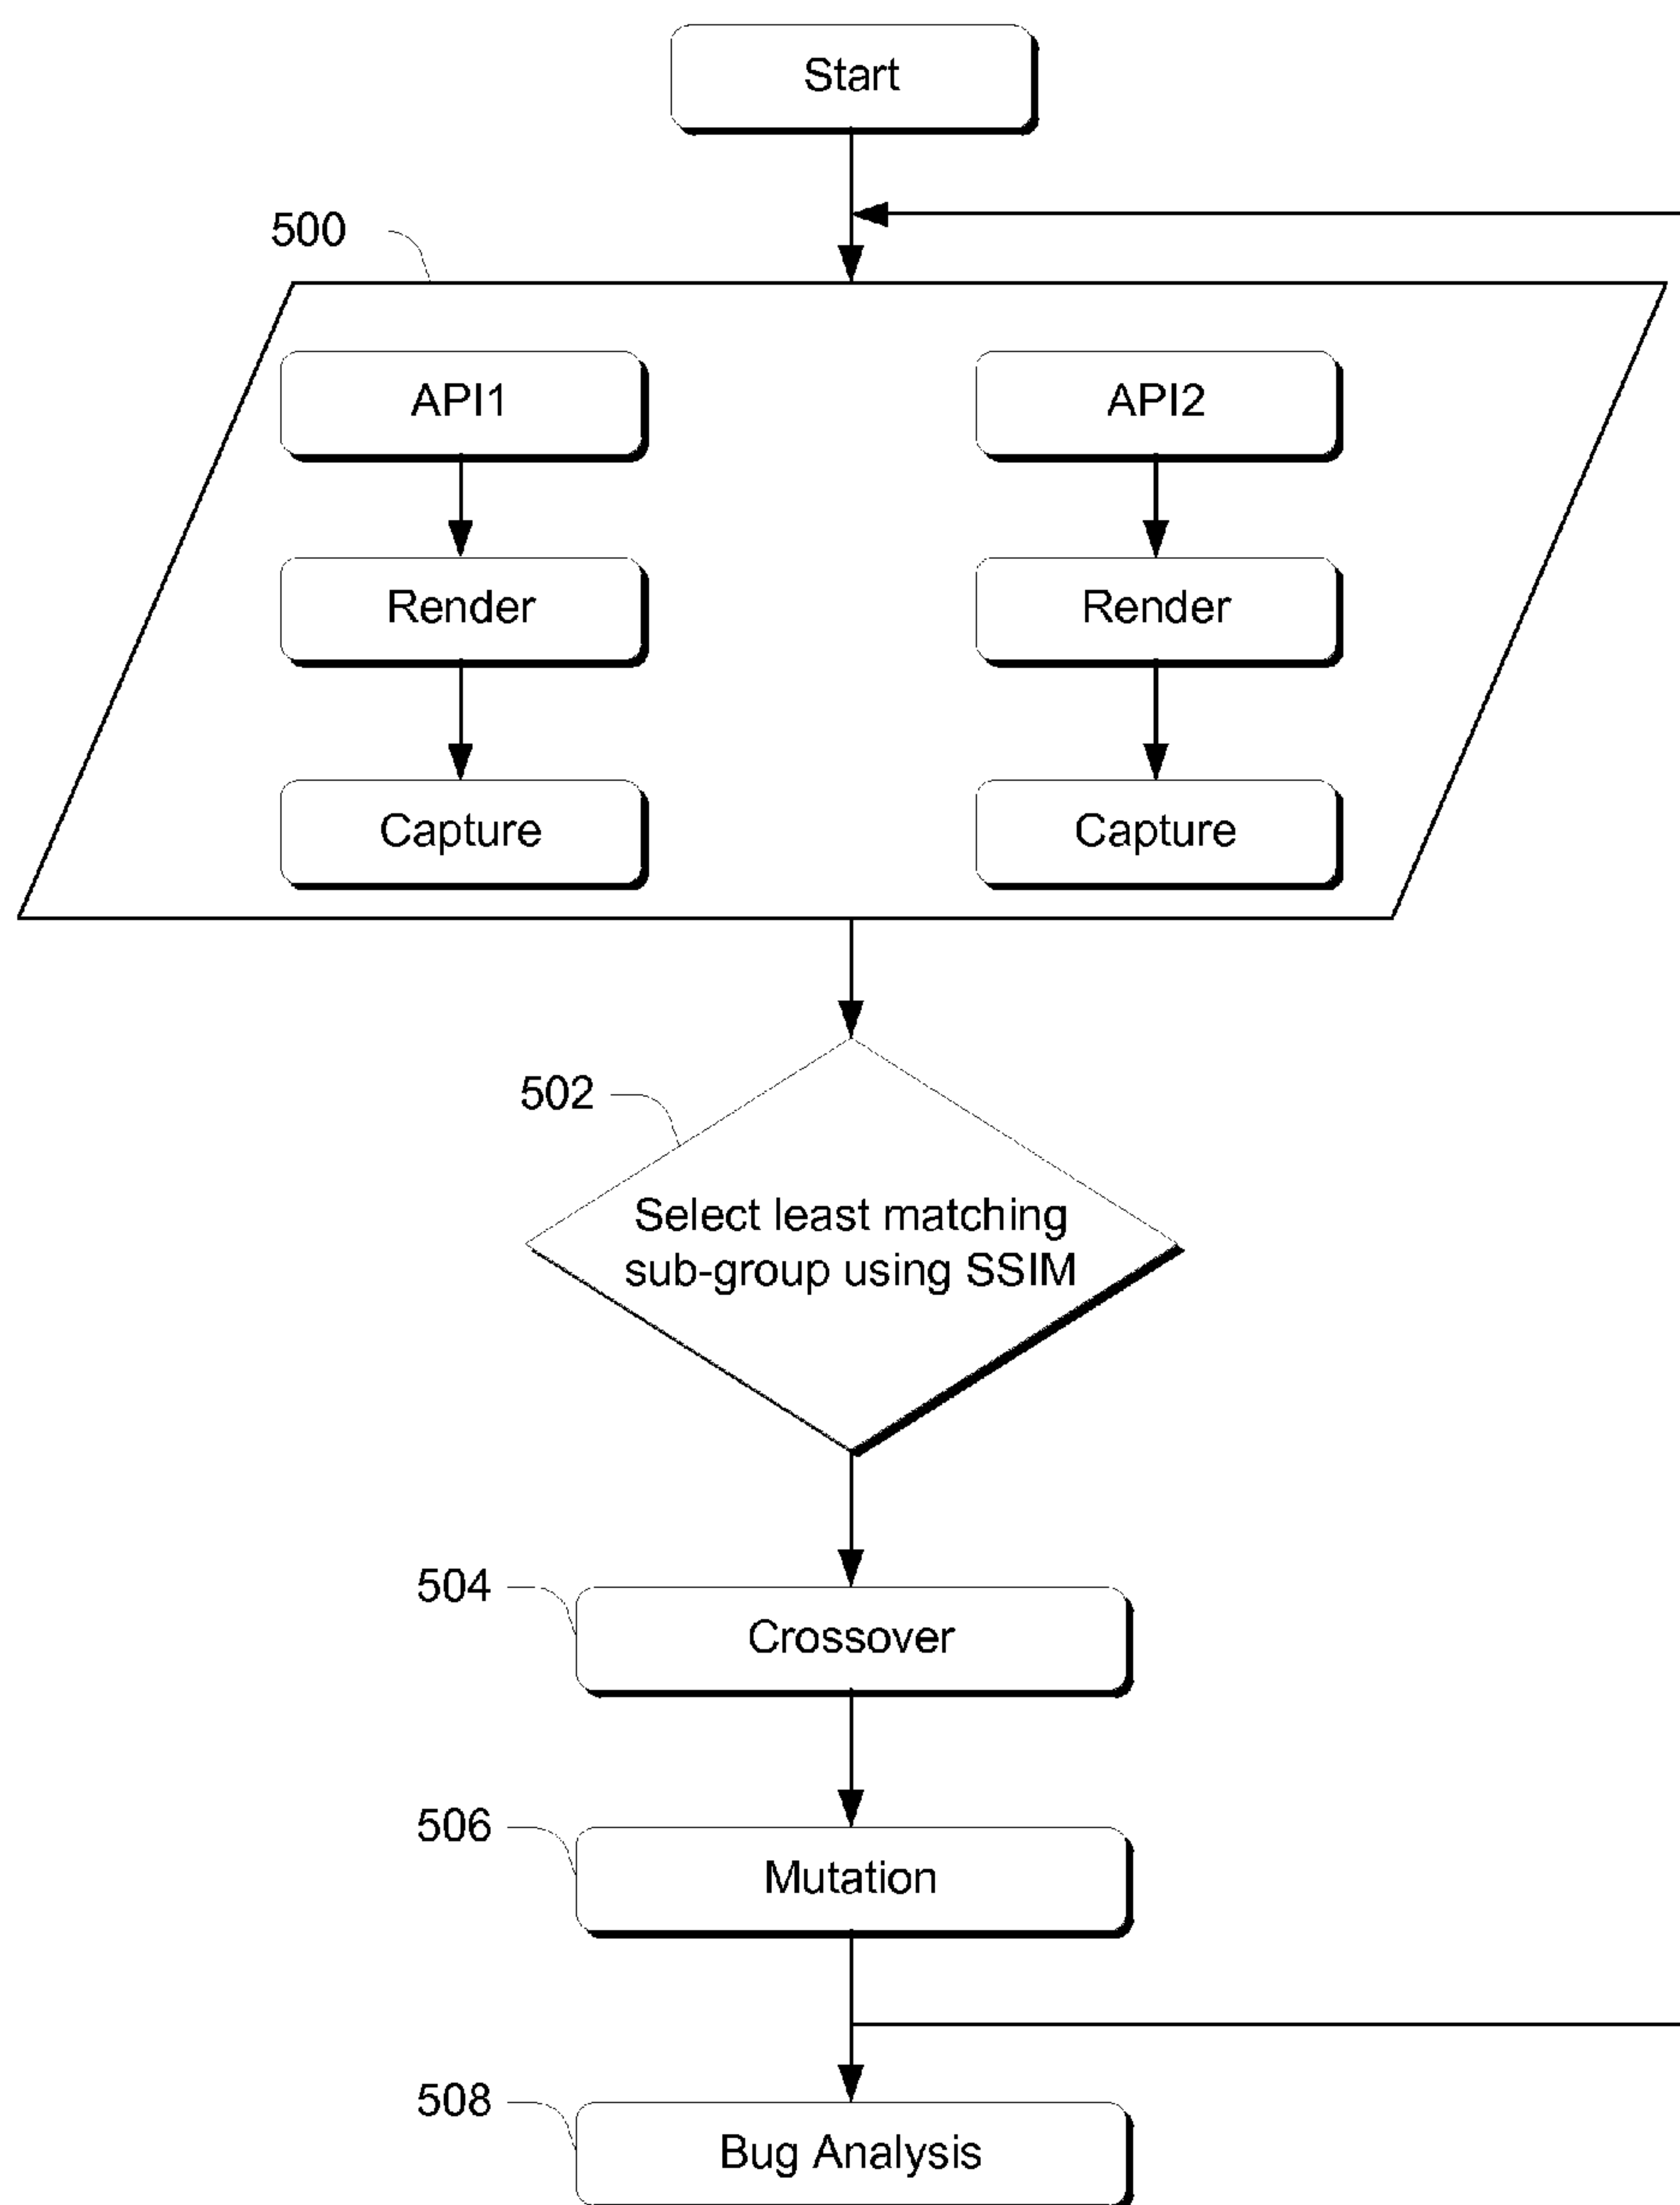 Start
500
API1
API2
Render
Render
Capture
Capture
502
Select least matching
sub-group using SSIM
504
Crossover
506
Mutation
508
Bug Analysis